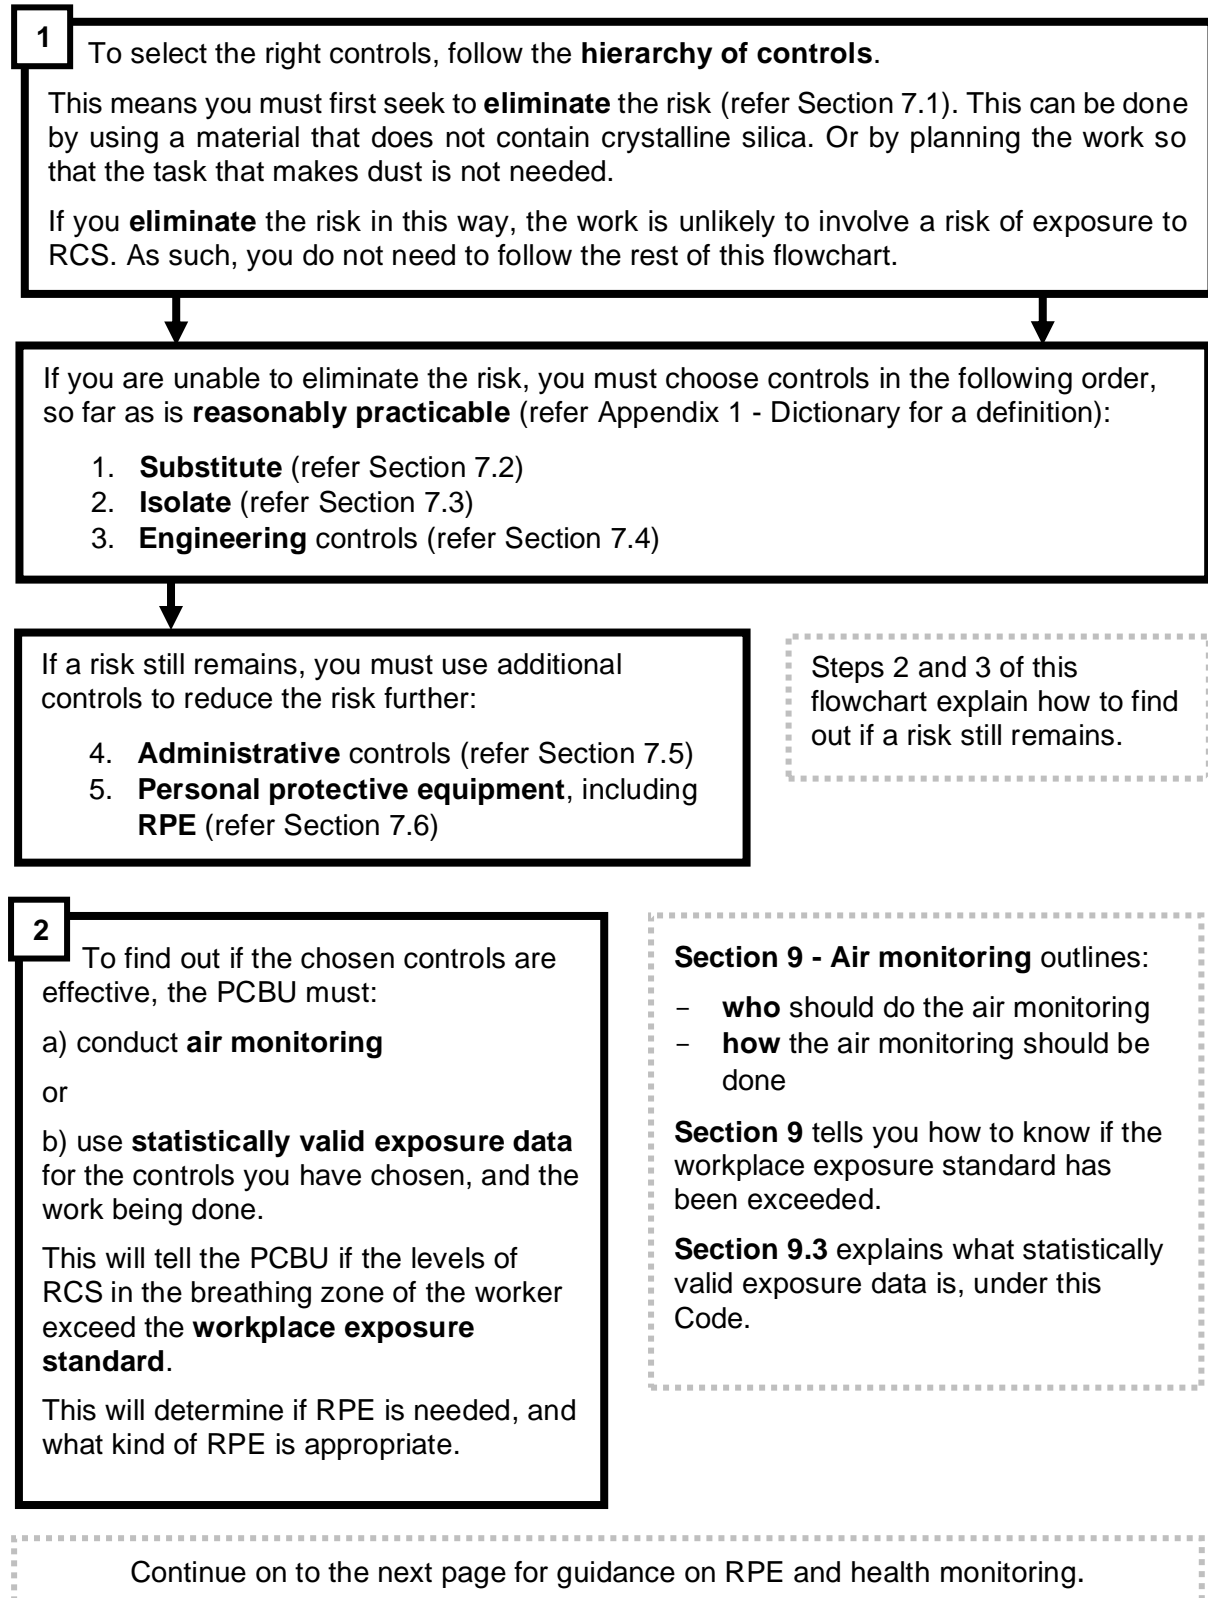 1
To select the right controls, follow the hierarchy of controls.
This means you must first seek to eliminate the risk (refer Section 7.1). This can be done
by using a material that does not contain crystalline silica. Or by planning the work so
that the task that makes dust is not needed.
If you eliminate the risk in this way, the work is unlikely to involve a risk of exposure to
RCS. As such, you do not need to follow the rest of this flowchart.
If you are unable to eliminate the risk, you must choose controls in the following order,
so far as is reasonably practicable (refer Appendix 1 - Dictionary for a definition):
1. Substitute (refer Section 7.2)
2. Isolate (refer Section 7.3)
3. Engineering controls (refer Section 7.4)
If a risk still remains, you must use additional
controls to reduce the risk further:
4. Administrative controls (refer Section 7.5)
5. Personal protective equipment, including
RPE (refer Section 7.6)
Steps 2 and 3 of this
flowchart explain how to find
out if a risk still remains.
2
To find out if the chosen controls are
effective, the PCBU must:
a) conduct air monitoring
or
b) use statistically valid exposure data
for the controls you have chosen, and the
work being done.
This will tell the PCBU if the levels of
RCS in the breathing zone of the worker
exceed the workplace exposure
standard.
This will determine if RPE is needed, and
what kind of RPE is appropriate.
Section 9 - Air monitoring outlines:
− who should do the air monitoring
− how the air monitoring should be
done
Section 9 tells you how to know if the
workplace exposure standard has
been exceeded.
Section 9.3 explains what statistically
valid exposure data is, under this
Code.
Continue on to the next page for guidance on RPE and health monitoring.